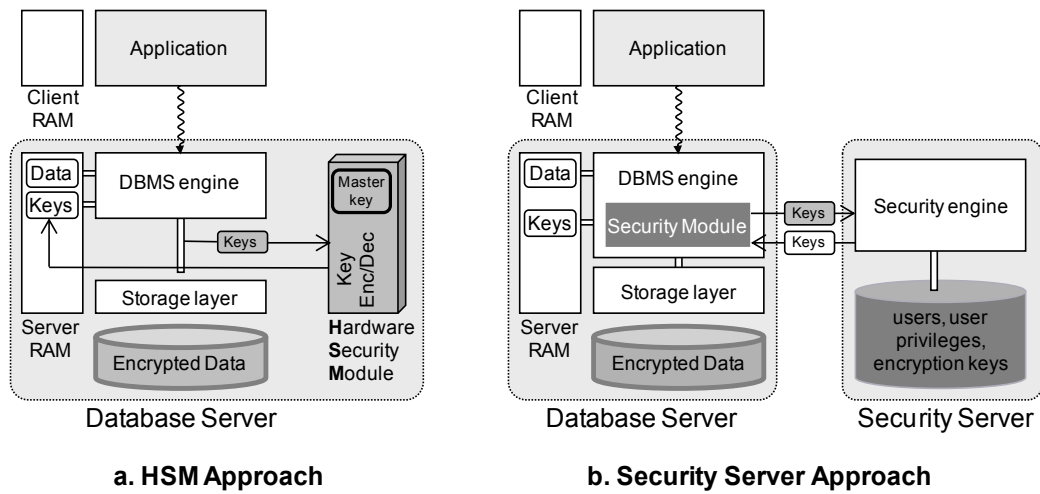 Application
Client
RAM
Data
Keys
DBMS engine
Master
key
Keys
Key
Enc/Dec
Storage layer
Server
RAM
Encrypted Data
Hardware
Security
Module
Database Server
a. HSM Approach
Application
Client
RAM
Data
Keys
DBMS engine
Security Module
Keys
Keys
Security engine
Storage layer
Server
RAM
Encrypted Data
users, user
privileges,
encryption keys
Database Server
Security Server
b. Security Server Approach